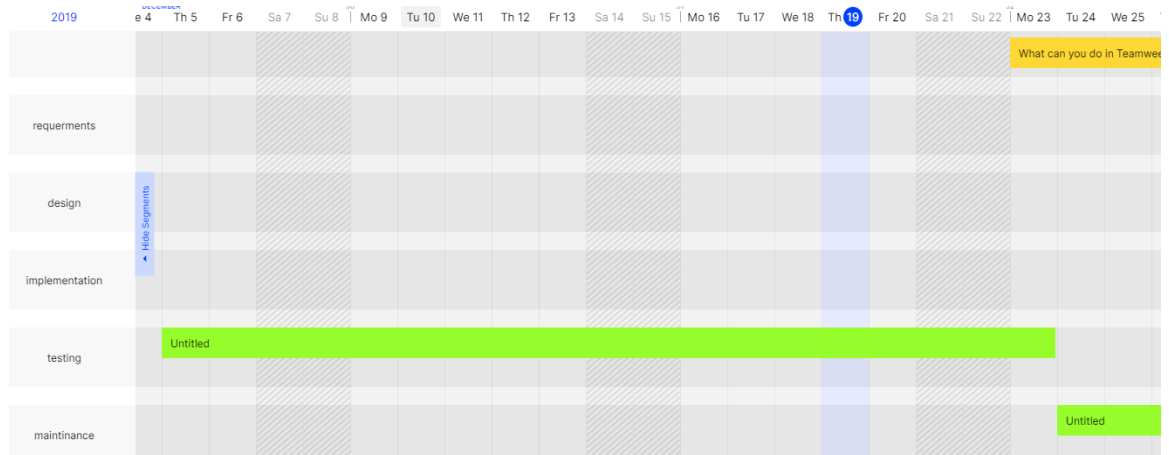 DECEMBER
2019 e 4 Th 5 Fr 6 Sa 7 Su 8 Mo 9 Tu 10 We 11 Th 12 Fr 13 Sa 14 Su 15 Mo 16 Tu 17 We 18 Th 19 Fr 20 Sa 21 Su 22 Mo 23 Tu 24 We 25
What can you do in Teamwee
requerments
design
Hide Segments
implementation
Untitled
testing
Untitled
maintinance